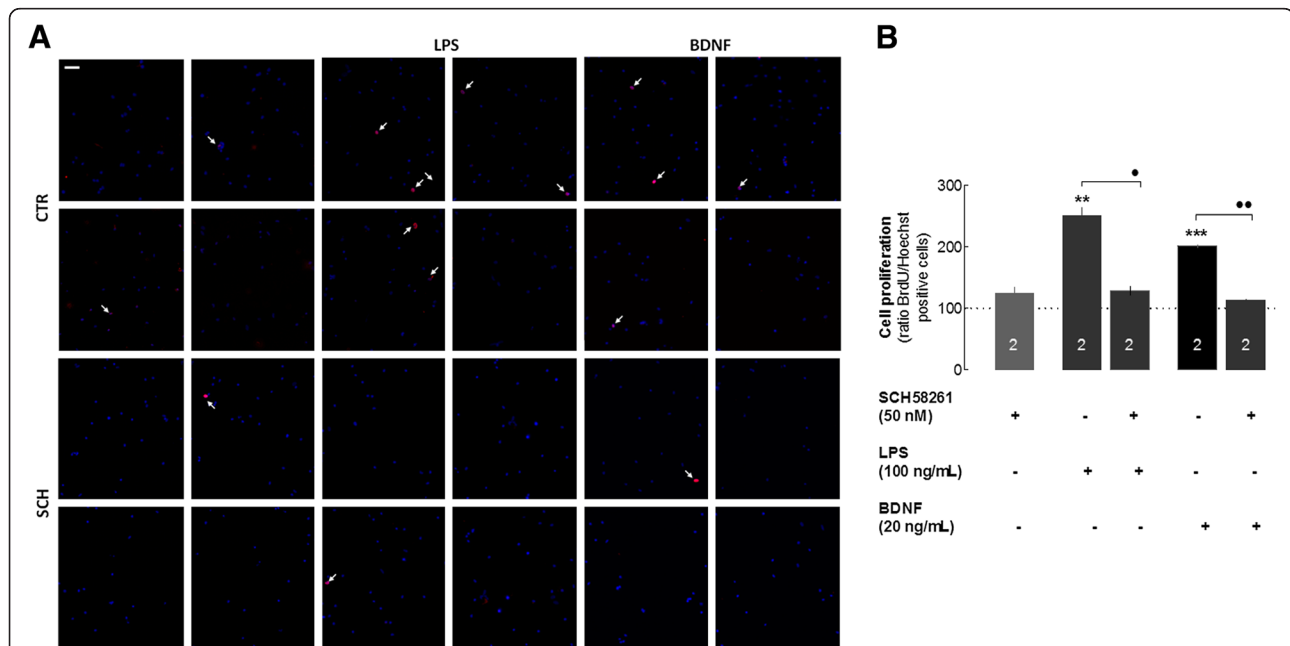 A
LPS
BDNF
CTR
SCH
B
Cell proliferation
(ratio BrdU/Hoechst
positive cells)
300
200
100
0
** •
*** ••
2 2 2 2 2
SCH58261
(50 nM) + - + - +
LPS
(100 ng/mL) - + + - -
BDNF
(20 ng/mL) - - - + +